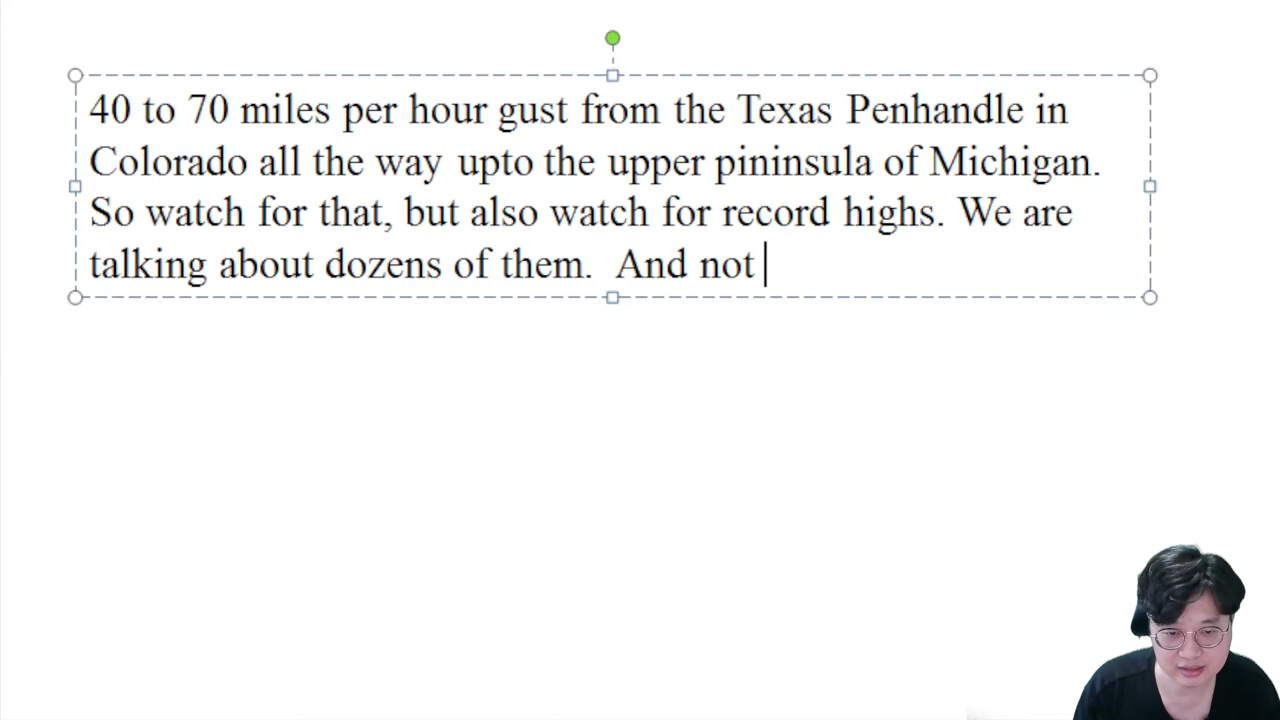 40 to 70 miles per hour gust from the Texas Penhandle in
Colorado all the way upto the upper pininsula of Michigan.
So watch for that, but also watch for record highs. We are
talking about dozens of them.  And not